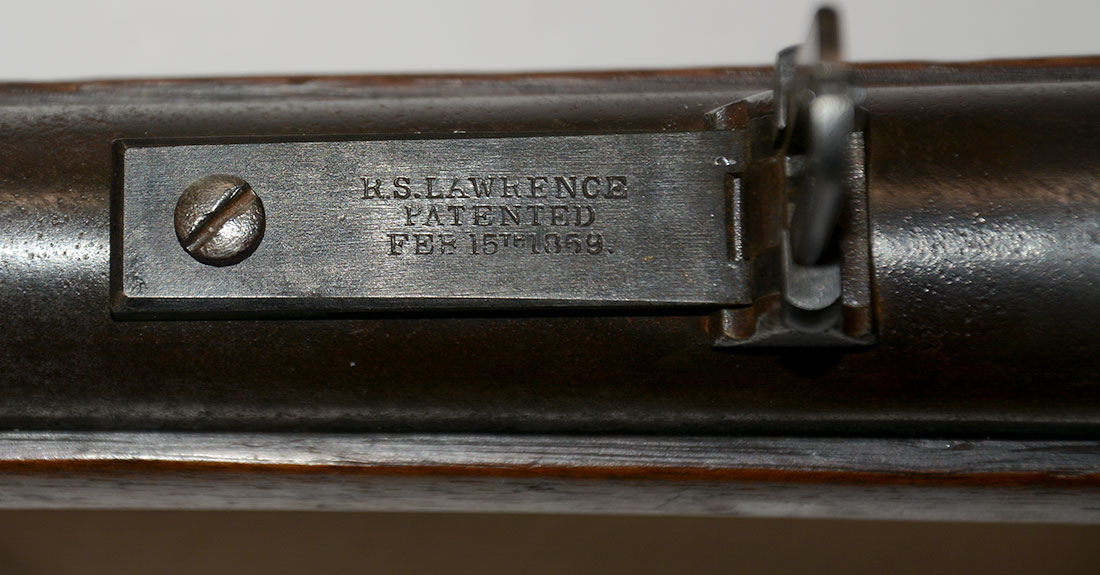 R.S. LAWRENCE
PATENTED
FEB 15TH 1859.